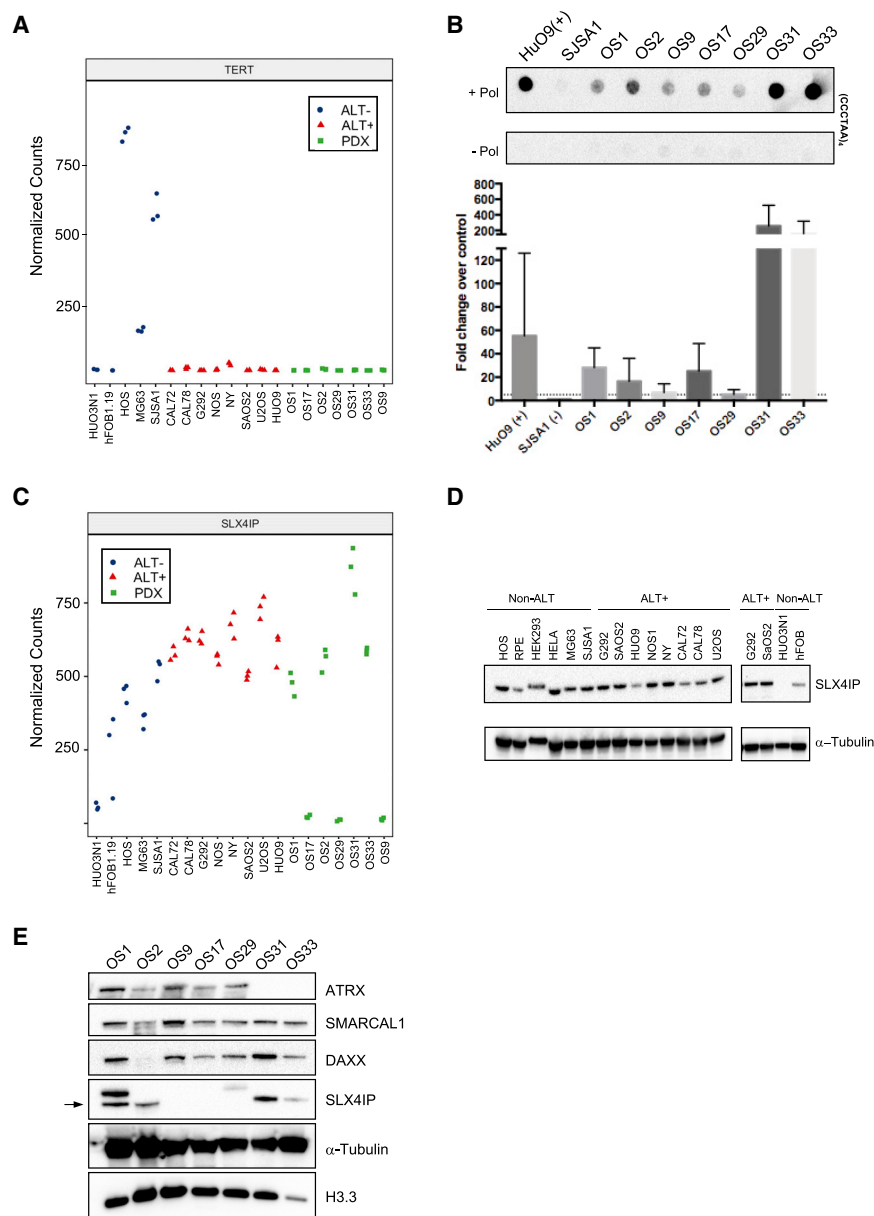 A
TERT
ALT-
ALT+
PDX
Normalized Counts
750
500
250
HUO3N1
hFOB1.19
HOS
MG63
SJSA1
CAL72
CAL78
G292
NOS
NY
SAOS2
U2OS
HUO9
OS1
OS17
OS2
OS29
OS31
OS33
OS9
B
HuO9(+)
SJSA1
OS1
OS2
OS9
OS17
OS29
OS31
OS33
+ Pol
- Pol
(CCCTAA)4
Fold change over control
800
600
400
200
120
100
80
60
40
20
0
HuO9 (+)
SJSA1 (-)
OS1
OS2
OS9
OS17
OS29
OS31
OS33
C
SLX4IP
ALT-
ALT+
PDX
Normalized Counts
750
500
250
HUO3N1
hFOB1.19
HOS
MG63
SJSA1
CAL72
CAL78
G292
NOS
NY
SAOS2
U2OS
HUO9
OS1
OS17
OS2
OS29
OS31
OS33
OS9
D
Non-ALT
ALT+
ALT+
Non-ALT
HOS
RPE
HEK293
HELA
MG63
SJSA1
G292
SAOS2
HUO9
NOS1
NY
CAL72
CAL78
U2OS
G292
SaOS2
HUO3N1
hFOB
SLX4IP
α–Tubulin
E
OS1
OS2
OS9
OS17
OS29
OS31
OS33
ATRX
SMARCAL1
DAXX
SLX4IP
α-Tubulin
H3.3